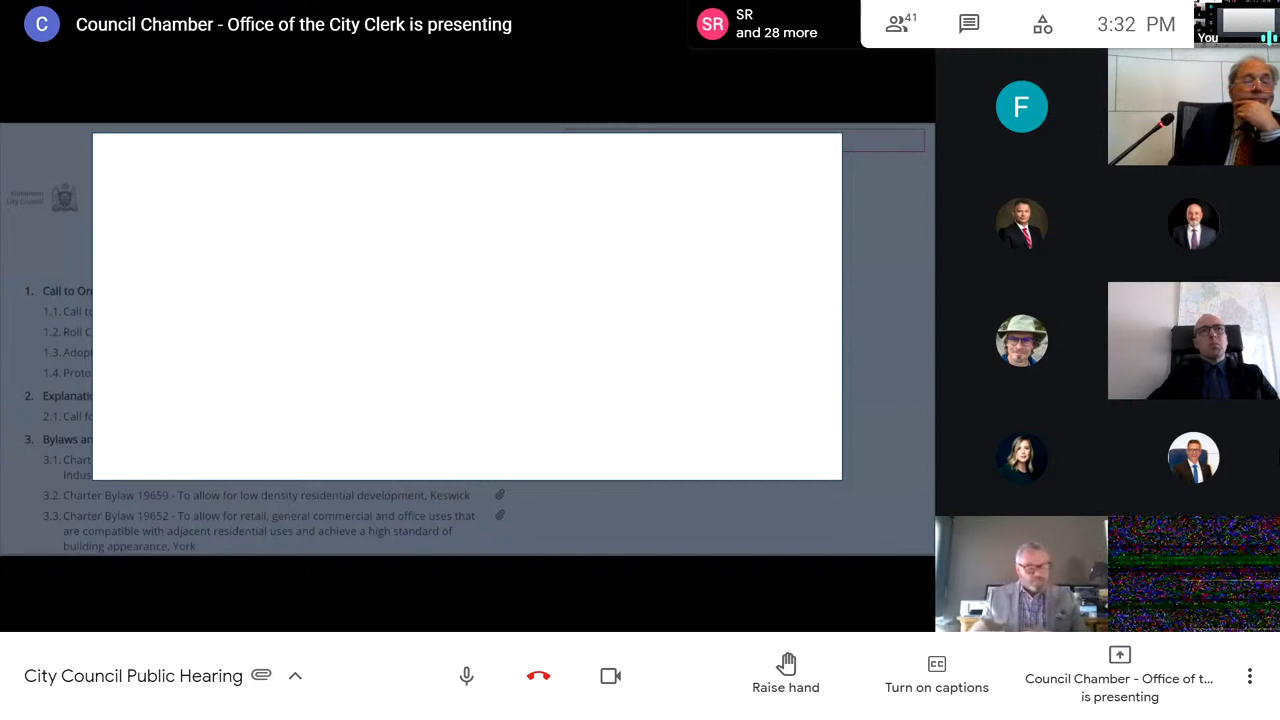 C Council Chamber - Office of the City Clerk is presenting
SR SR
and 28 more
41
3:32 PM
You
F
City Council
1. Call to Or
1.1. Call to
1.2. Roll C
1.3. Adopt
1.4. Proto
2. Explanatio
2.1. Call fo
3. Bylaws an
3.1. Chart
Indus
3.2. Charter Bylaw 19659 - To allow for low density residential development, Keswick
3.3. Charter Bylaw 19652 - To allow for retail, general commercial and office uses that
are compatible with adjacent residential uses and achieve a high standard of
building appearance, York
City Council Public Hearing
Raise hand
Turn on captions
Council Chamber - Office of t...
is presenting